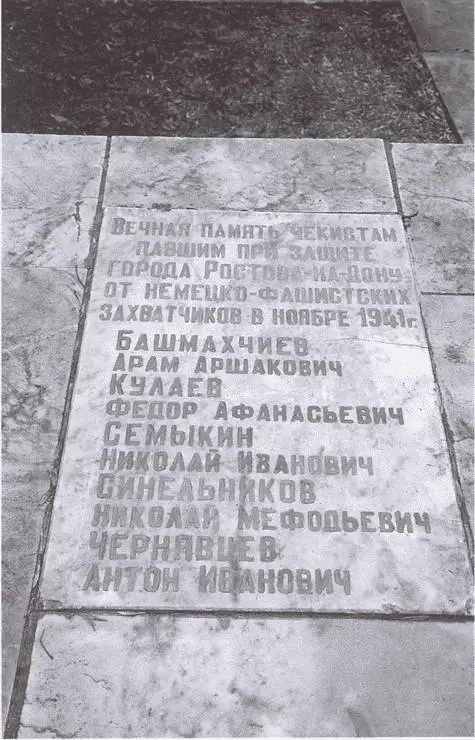 Вечная память чекистам
павшим при защите
города Ростова-на-Дону
от немецко-фашистских
захватчиков в ноябре 1941г.
Башмахчиев
Арам Аршакович
Кулаев
Федор Афанасьевич
Семыкин
Николай Иванович
Синельников
Николай Мефодьевич
Чернявцев
Антон Иванович